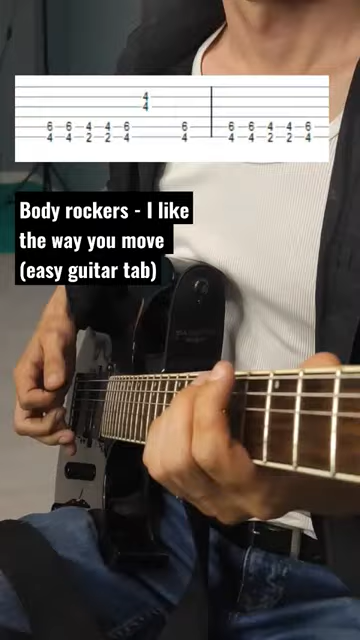 4
4
6 6 4 4 6 6 6 6 4 4 6
4 4 2 2 4 4 4 4 2 2 4
Body rockers - I like
the way you move
(easy guitar tab)